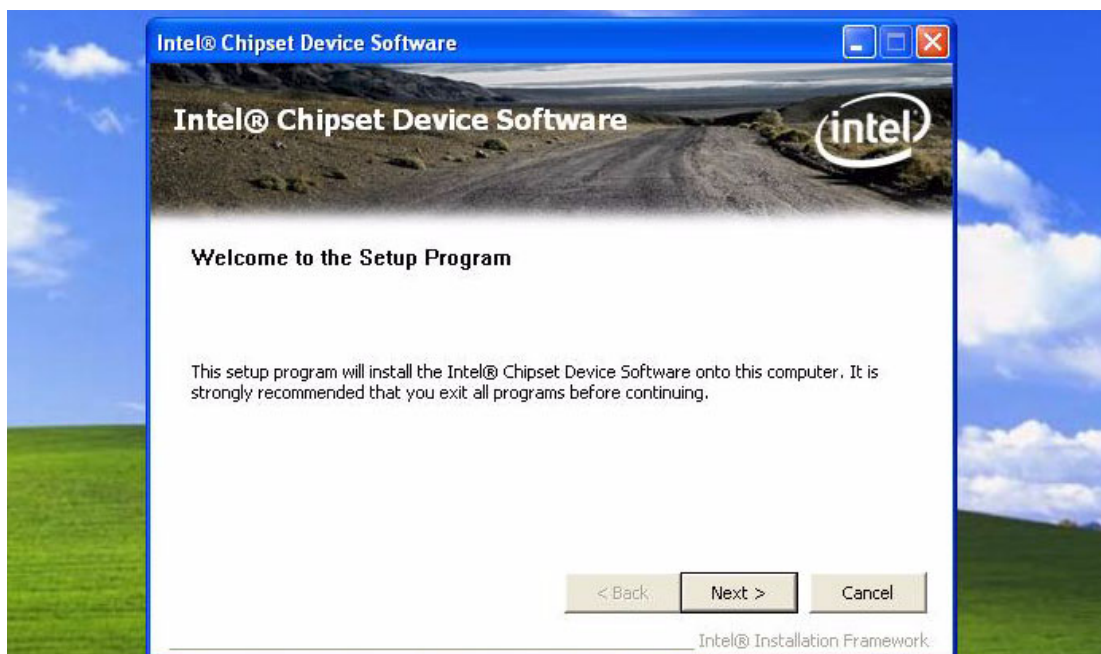 Intel® Chipset Device Software
Intel® Chipset Device Software
intel®
Welcome to the Setup Program
This setup program will install the Intel® Chipset Device Software onto this computer. It is
strongly recommended that you exit all programs before continuing.
< Back
Next >
Cancel
Intel® Installation Framework